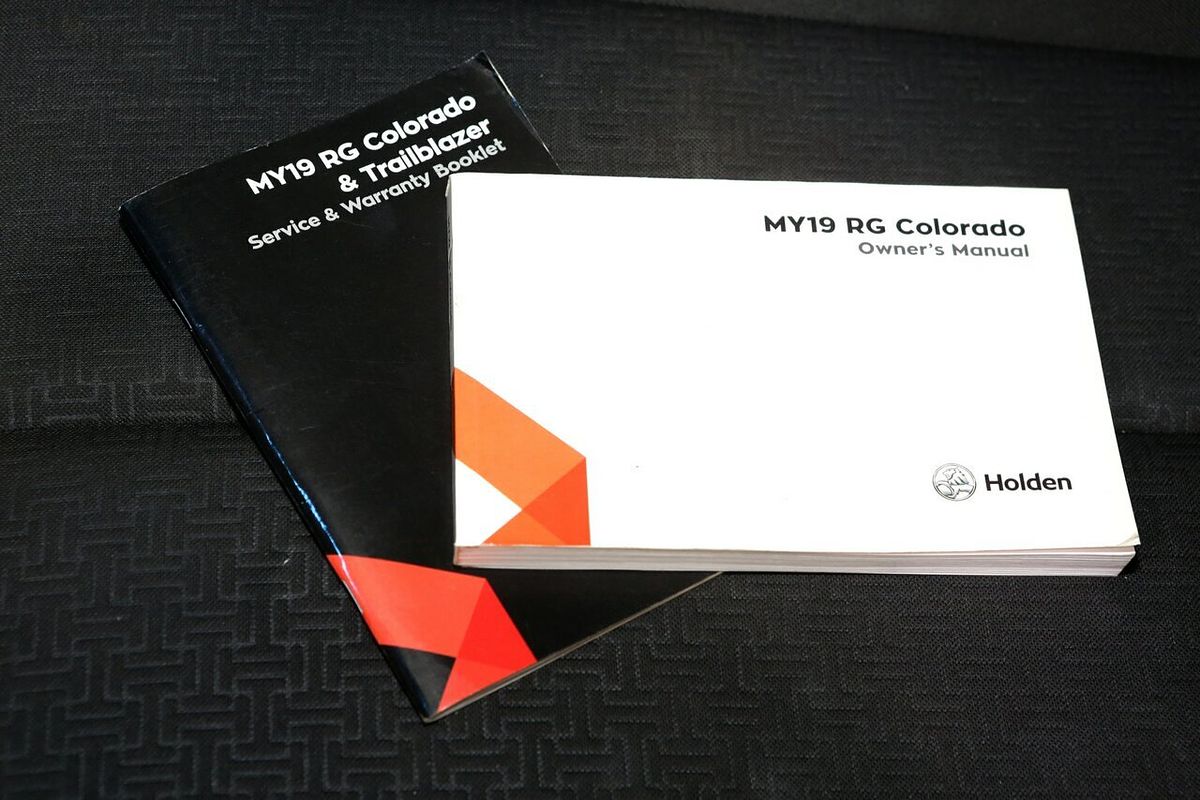 MY19 RG Colorado
& Trailblazer
Service & Warranty Booklet
MY19 RG Colorado
Owner's Manual
Holden